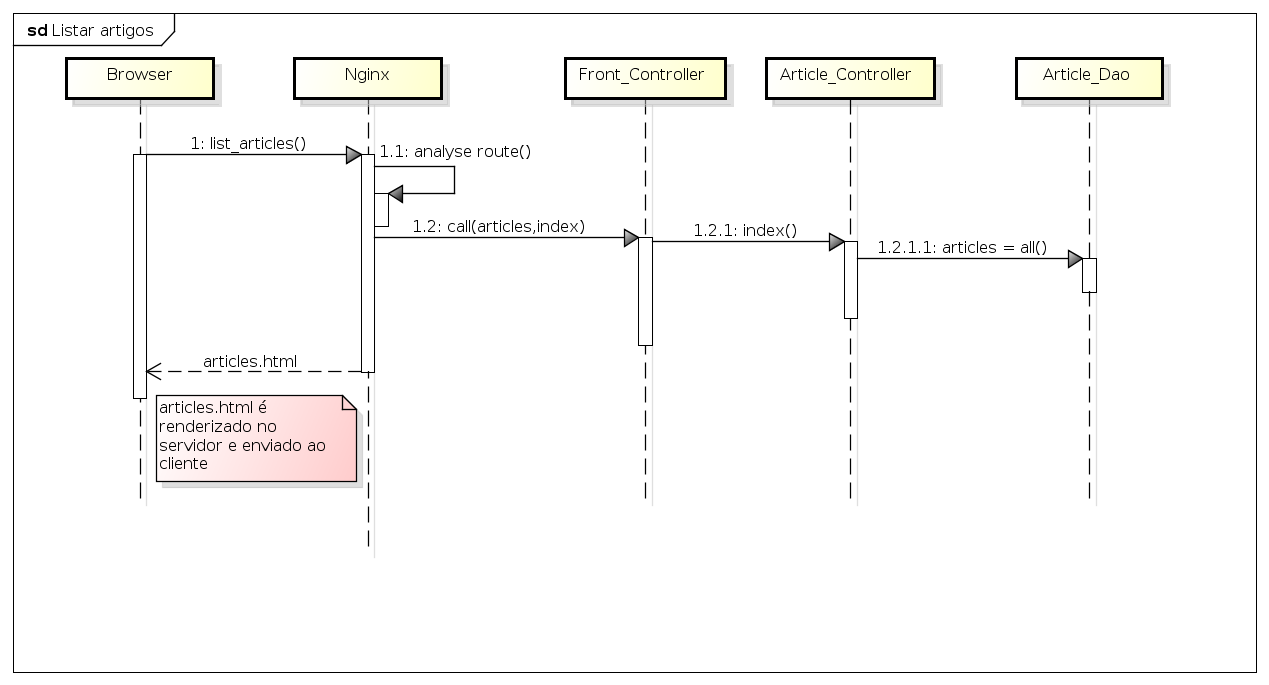 sd Listar artigos
Browser
Nginx
Front_Controller
Article_Controller
Article_Dao
1: list_articles()
1.1: analyse route()
1.2: call(articles,index)
1.2.1: index()
1.2.1.1: articles = all()
articles.html
articles.html é
renderizado no
servidor e enviado ao
cliente